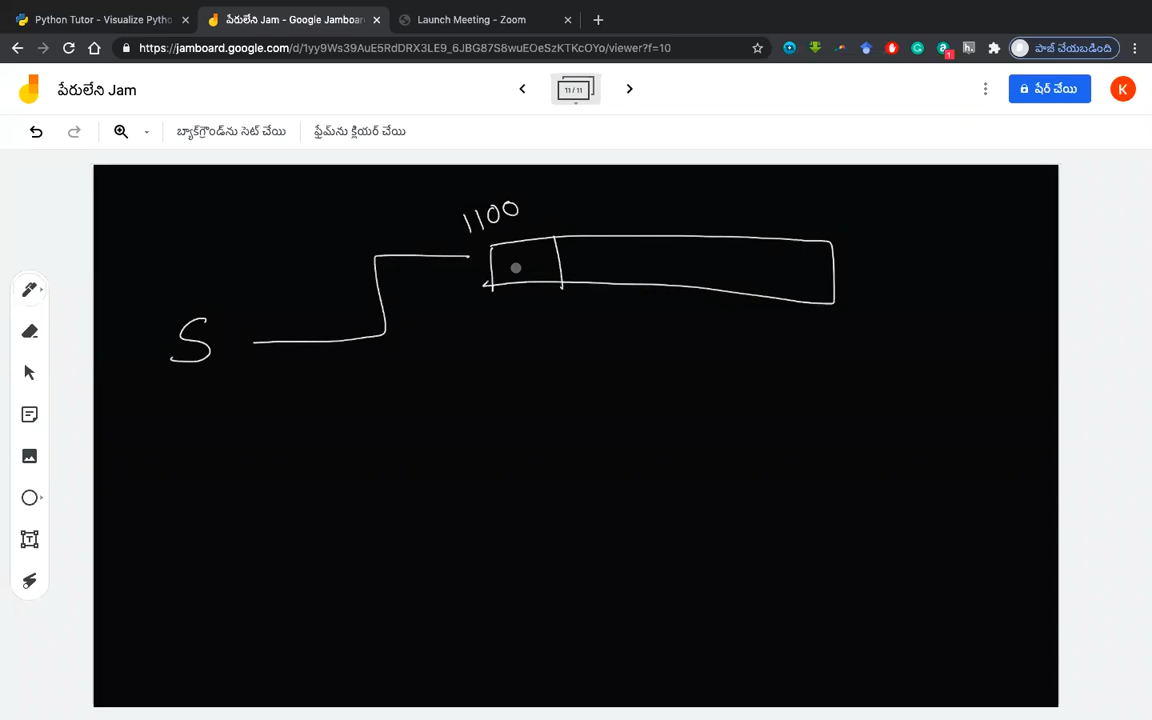 Python Tutor - Visualize Pytho
పేరులేని Jam - Google Jamboar
Launch Meeting - Zoom
https://jamboard.google.com/d/1yy9Ws39AuE5RdDRX3LE9_6JBG87S8wuEOeSzKTKcOYo/viewer?f=10
పాజ్ చేయబడింది
పేరులేని Jam
11 / 11
షేర్ చేయి
K
బ్యాక్‌గ్రౌండ్‌ను సెట్ చేయి
ఫ్రేమ్‌ను క్లియర్ చేయి
1100
S